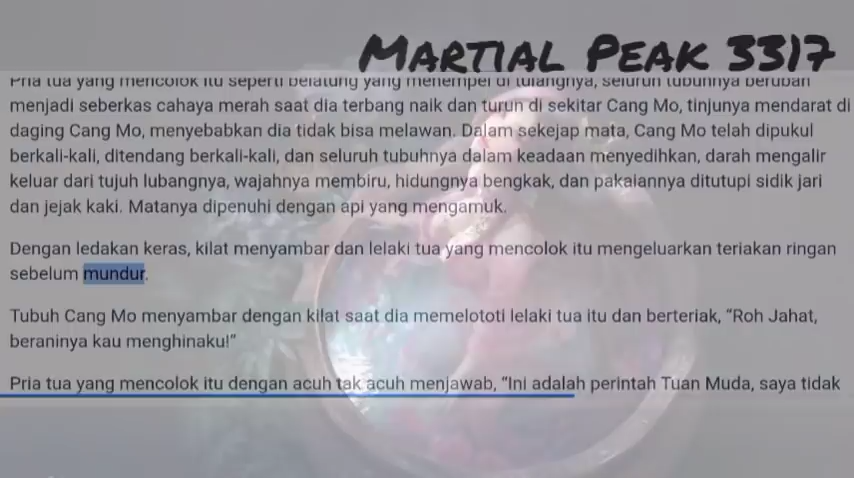 MARTIAL PEAK 3317
Pria tua yang mencolok itu seperti belatung yang menempel di tulangnya, seluruh tubuhnya berubah
menjadi seberkas cahaya merah saat dia terbang naik dan turun di sekitar Cang Mo, tinjunya mendarat di
daging Cang Mo, menyebabkan dia tidak bisa melawan. Dalam sekejap mata, Cang Mo telah dipukul
berkali-kali, ditendang berkali-kali, dan seluruh tubuhnya dalam keadaan menyedihkan, darah mengalir
keluar dari tujuh lubangnya, wajahnya membiru, hidungnya bengkak, dan pakaiannya ditutupi sidik jari
dan jejak kaki. Matanya dipenuhi dengan api yang mengamuk.
Dengan ledakan keras, kilat menyambar dan lelaki tua yang mencolok itu mengeluarkan teriakan ringan
sebelum mundur.
Tubuh Cang Mo menyambar dengan kilat saat dia memelototi lelaki tua itu dan berteriak, “Roh Jahat,
beraninya kau menghinaku!”
Pria tua yang mencolok itu dengan acuh tak acuh menjawab, “Ini adalah perintah Tuan Muda, saya tidak